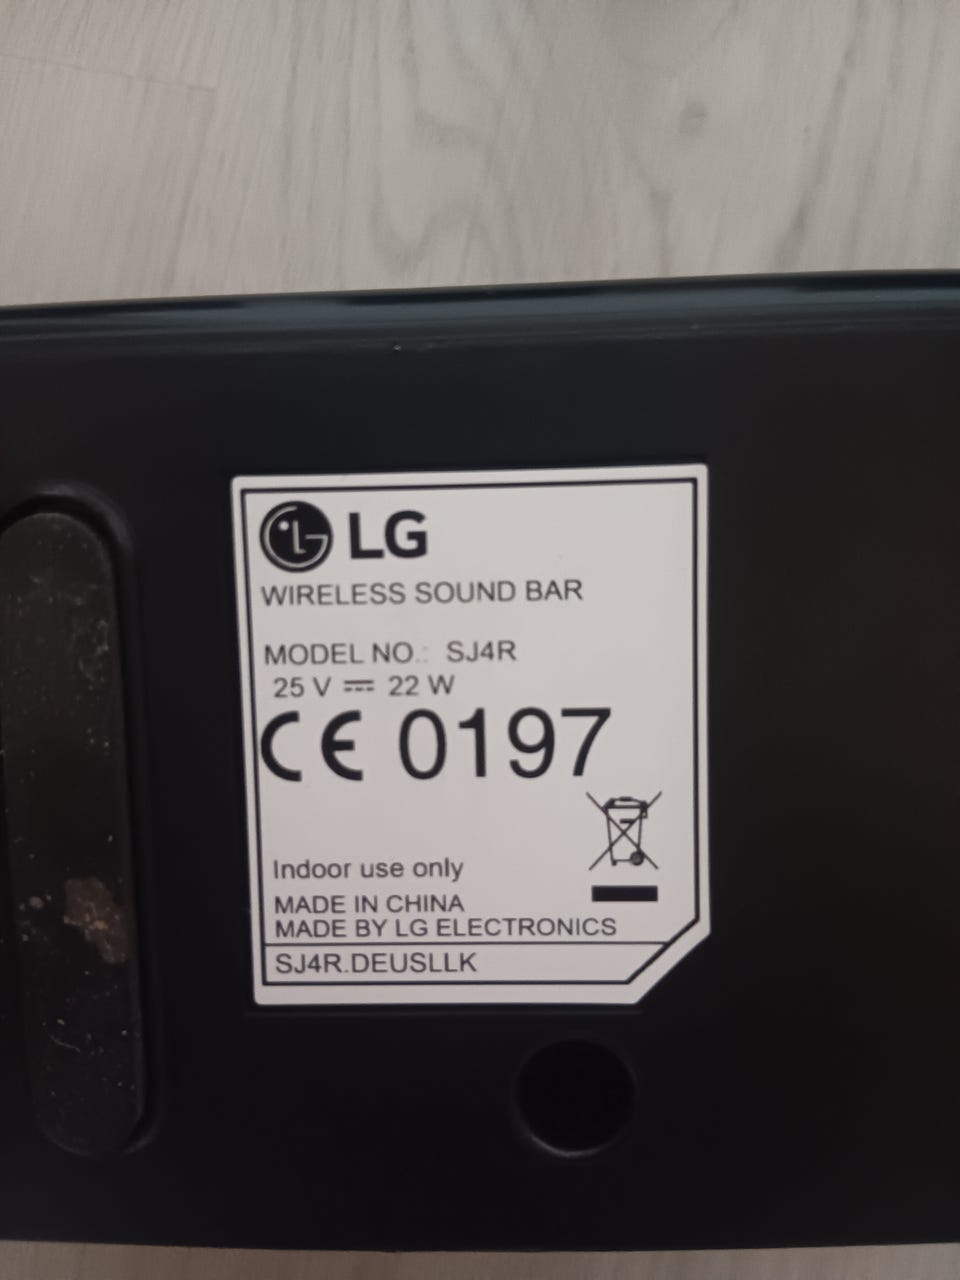 LG
WIRELESS SOUND BAR
MODEL NO.: SJ4R
25 V ⎓ 22 W
CE 0197
Indoor use only
MADE IN CHINA
MADE BY LG ELECTRONICS
SJ4R.DEUSLLK